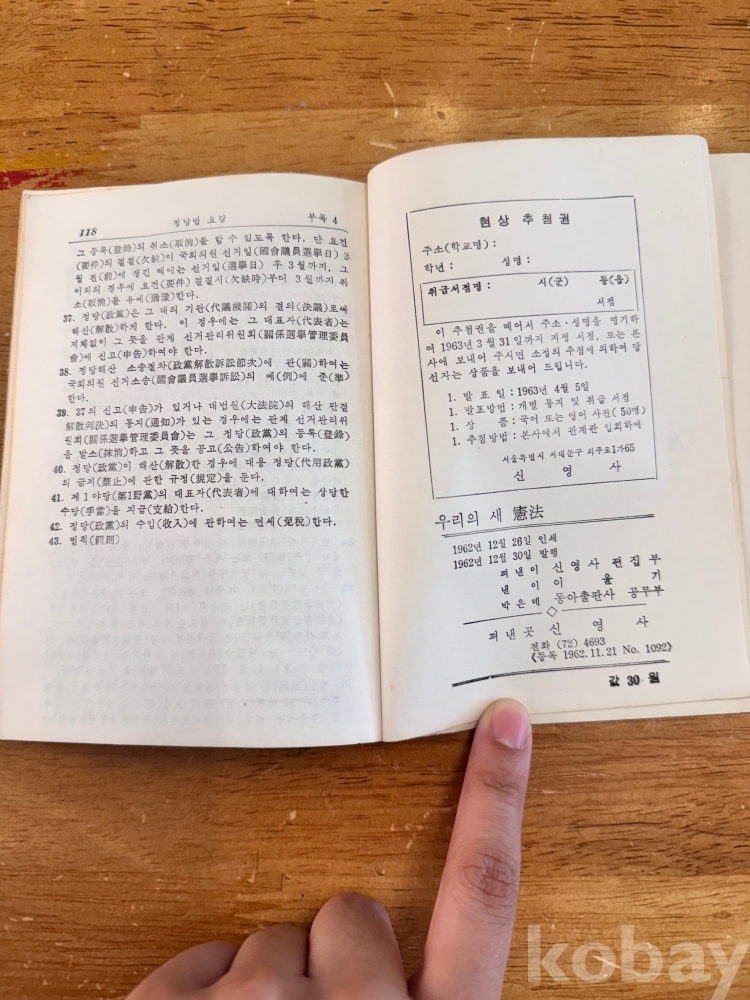 118 정당법 요강 부록 4
그 등록(登錄)의 취소(取消)를 할 수 있도록 한다. 단 요건
(要件)의 결결(欠缺)이 국회의원 선거일(國會議員選擧日) 3
월 전(前)에 생긴 때에는 선거일(選擧日) 후 3월까지, 그
이외의 경우에 요건(要件) 결결시(欠缺時)부터 3월까지 취
소(取消)를 유예(猶豫)한다.
37. 정당(政黨)은 그 대의 기관(代議機關)의 결의(決議)로써
해산(解散)하게 한다. 이 경우에는 그 대표자(代表者)는
지체없이 그 뜻을 관계 선거관리위원회(關係選擧管理委員
會)에 신고(申告)하여야 한다.
38. 정당해산 소송절차(政黨解散訴訟節次)에 관(關)하여는
국회의원 선거소송(國會議員選擧訴訟)의 예(例)에 준(準)
한다.
39. 37의 신고(申告)가 있거나 대법원(大法院)의 해산 판결
(解散判決)의 통지(通知)가 있는 경우에는 관계 선거관리위
원회(關係選擧管理委員會)는 그 정당(政黨)의 등록(登錄)
을 말소(抹消)하고 그 뜻을 공고(公告)하여야 한다.
40. 정당(政黨)이 해산(解散)한 경우에 대용 정당(代用政黨)
의 금지(禁止)에 관한 규정(規定)을 둔다.
41. 제1야당(第1野黨)의 대표자(代表者)에 대하여는 상당한
수당(手當)을 지급(支給)한다.
42. 정당(政黨)의 수입(收入)에 관하여는 면세(免稅)한다.
43. 벌칙(罰則)
현상 추첨권
주소(학교명) :
학년 : 성명 :
취급서점명 : 시(군) 동(읍)
서점
이 추첨권을 떼어서 주소·성명을 명기하
여 1963년 3월 31일까지 지정 서점, 또는 본
사에 보내어 주시면 소정의 추첨에 의하여 당
선자는 상품을 보내어 드립니다.
1. 발 표 일 : 1963년 4월 5일
1. 발표방법 : 개별 통지 및 취급 서점
1. 상 품 : 국어 또는 영어 사전(50명)
1. 추첨방법 : 본사에서 관계관 입회하에
서울특별시 서대문구 의주로1가65
신 영 사
우리의 새 憲法
1962년 12월 26일 인쇄
1962년 12월 30일 발행
펴낸이 신영사 편집부
낸 이 이 율 기
박은데 동아출판사 공무부
펴낸곳 신 영 사
전화 (72) 4693
〈등록 1962.11.21 No. 1092〉
값 30 원
kobay